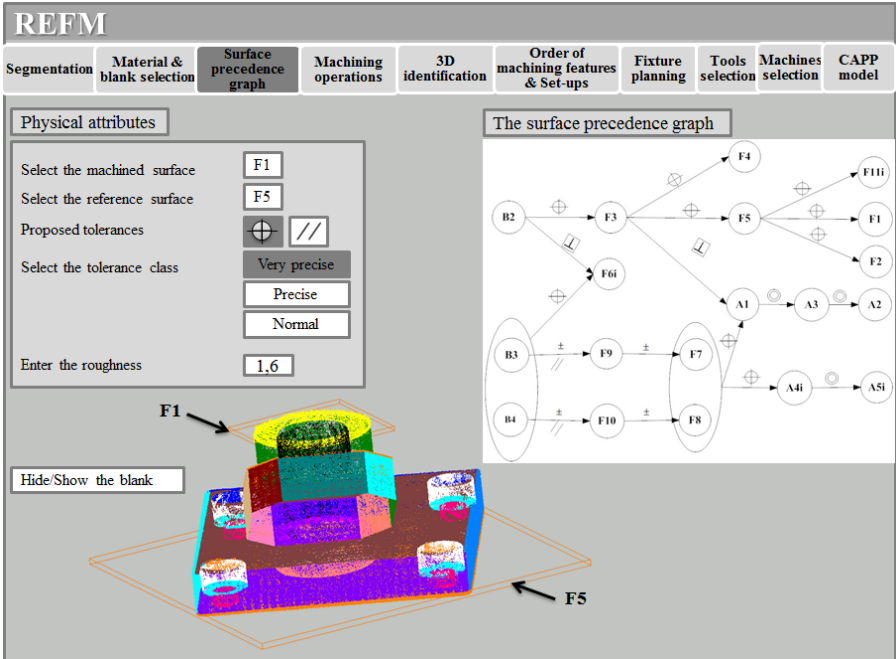 REFM
Segmentation
Material &
blank selection
Surface
precedence
graph
Machining
operations
3D
identification
Order of
machining features
& Set-ups
Fixture
planning
Tools
selection
Machines
selection
CAPP
model
Physical attributes
Select the machined surface F1
Select the reference surface F5
Proposed tolerances
//
Select the tolerance class Very precise
Precise
Normal
Enter the roughness 1,6
F1
Hide/Show the blank
F5
The surface precedence graph
F4
F11i
B2 F3 F5 F1
F2
F6i
A1 A3 A2
B3 ± // F9 ± F7
A4i A5i
B4 ± // F10 ± F8